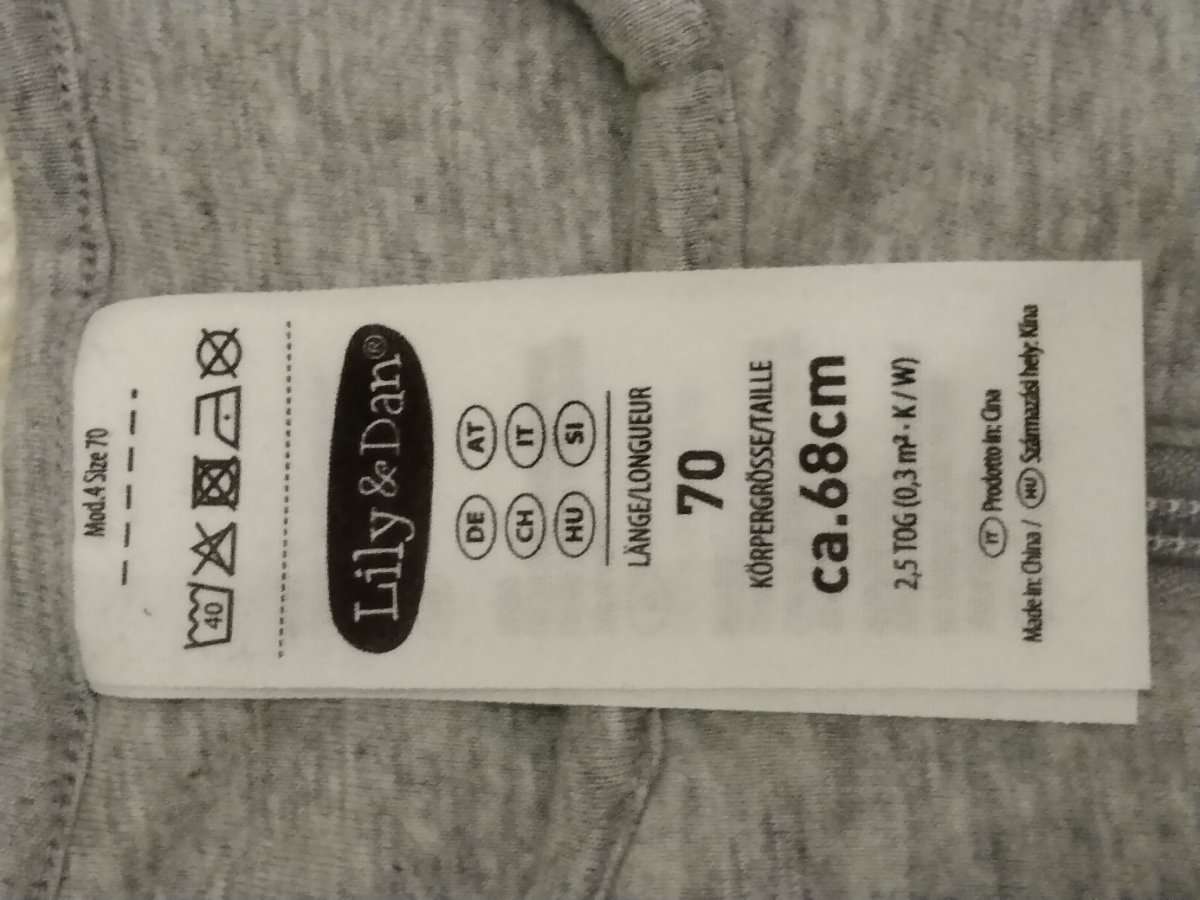 Mod.4 Size 70
40
Lily & Dan®
DE AT
CH IT
HU SI
LÄNGE/LONGUEUR
70
KÖRPERGRÖSSE/TAILLE
ca.68cm
2,5 TOG (0,3 m² · K / W)
IT Prodotto in: Cina
Made in: China / HU Származási hely: Kína